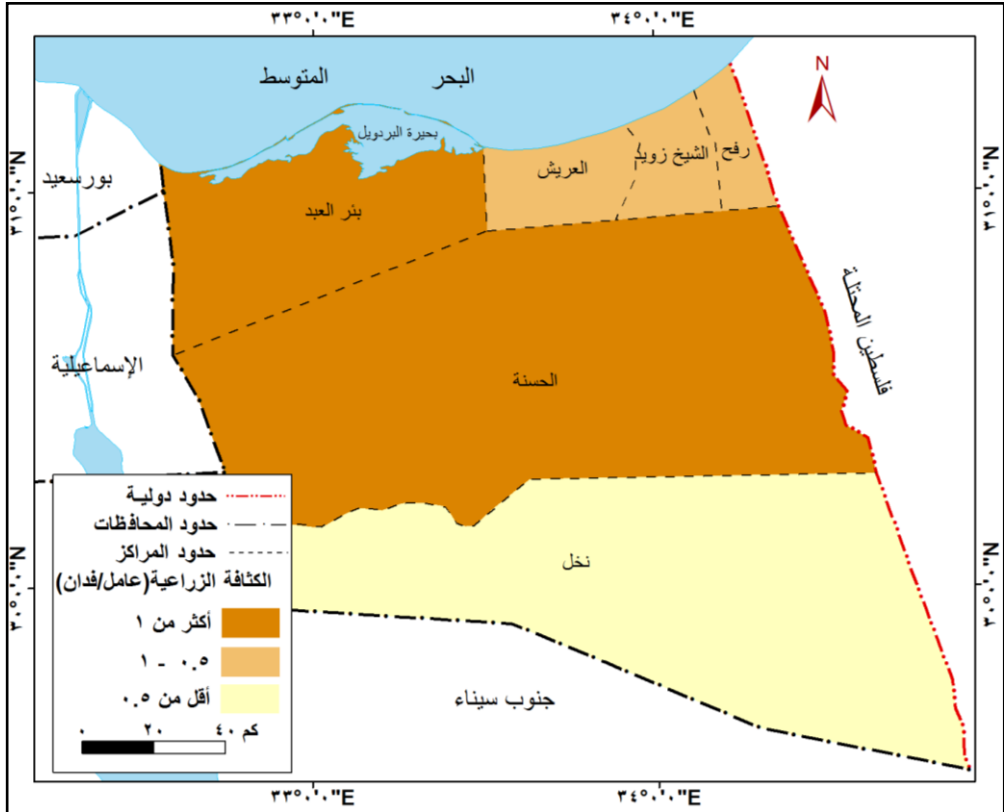 ٣٣°٠'٠"E
٣٤°٠'٠"E
N
البحر
المتوسط
بحيرة البردويل
رفح
الشيخ زويد
العريش
بورسعيد
بئر العبد
٣١°٠'٠"N
٣١°٠'٠"N
فلسطين المحتلة
الإسماعيلية
الحسنة
حدود دولية
حدود المحافظات
حدود المراكز
الكثافة الزراعية(عامل/فدان)
أكثر من ١
٠.٥ - ١
أقل من ٠.٥
٠ ٢٠ ٤٠ كم
نخل
٣٠°٠'٠"N
٣٠°٠'٠"N
جنوب سيناء
٣٣°٠'٠"E
٣٤°٠'٠"E